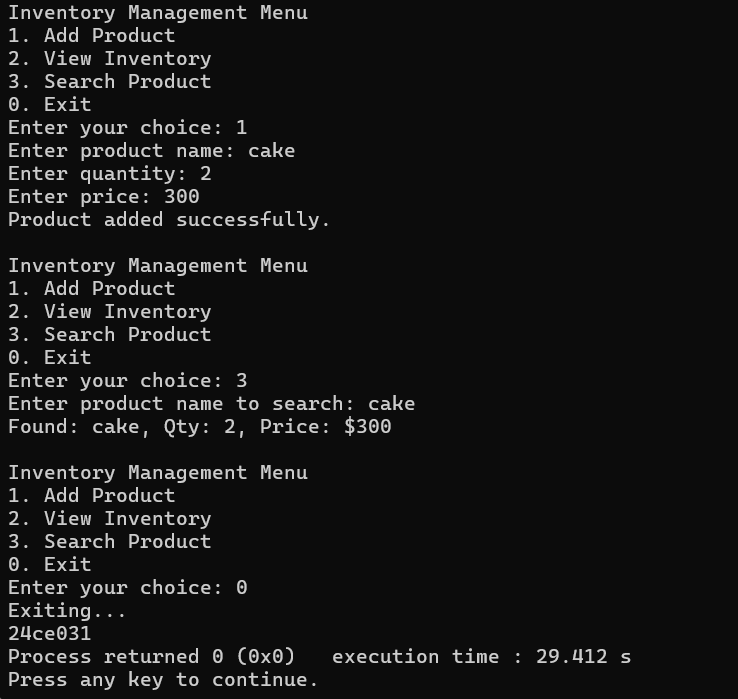 Inventory Management Menu
1. Add Product
2. View Inventory
3. Search Product
0. Exit
Enter your choice: 1
Enter product name: cake
Enter quantity: 2
Enter price: 300
Product added successfully.

Inventory Management Menu
1. Add Product
2. View Inventory
3. Search Product
0. Exit
Enter your choice: 3
Enter product name to search: cake
Found: cake, Qty: 2, Price: $300

Inventory Management Menu
1. Add Product
2. View Inventory
3. Search Product
0. Exit
Enter your choice: 0
Exiting...
24ce031
Process returned 0 (0x0)   execution time : 29.412 s
Press any key to continue.